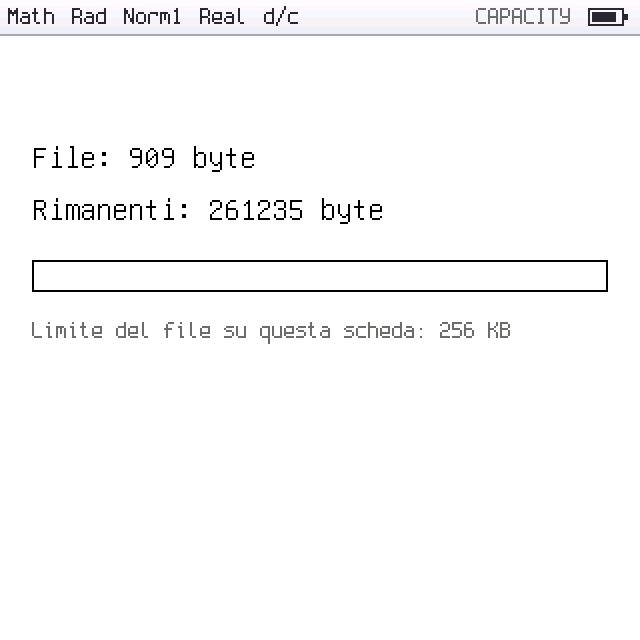 Math Rad Norm1 Real d/c CAPACITY
File: 909 byte
Rimanenti: 261235 byte
Limite del file su questa scheda: 256 KB